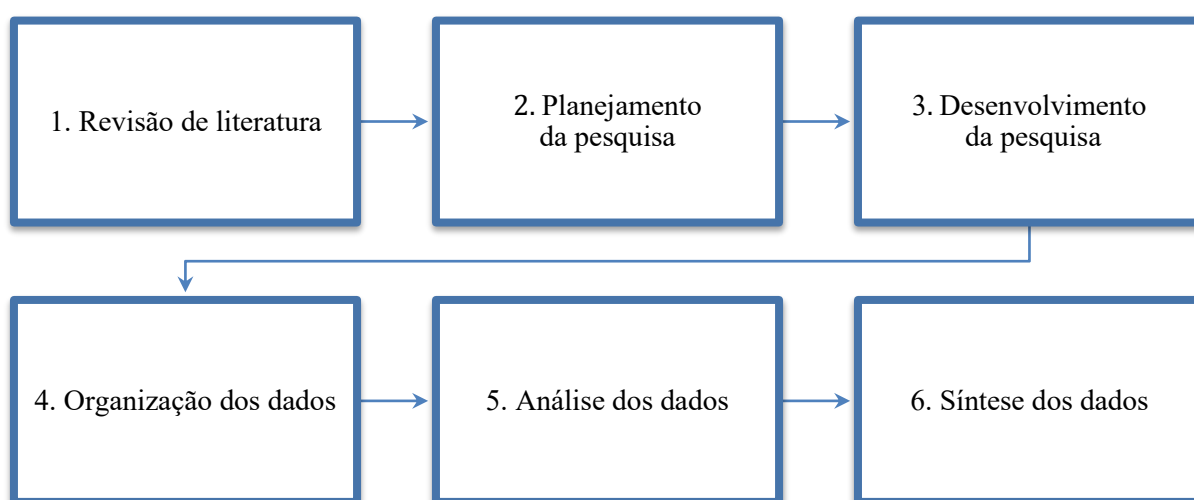 1. Revisão de literatura
2. Planejamento
da pesquisa
3. Desenvolvimento
da pesquisa
4. Organização dos dados
5. Análise dos dados
6. Síntese dos dados